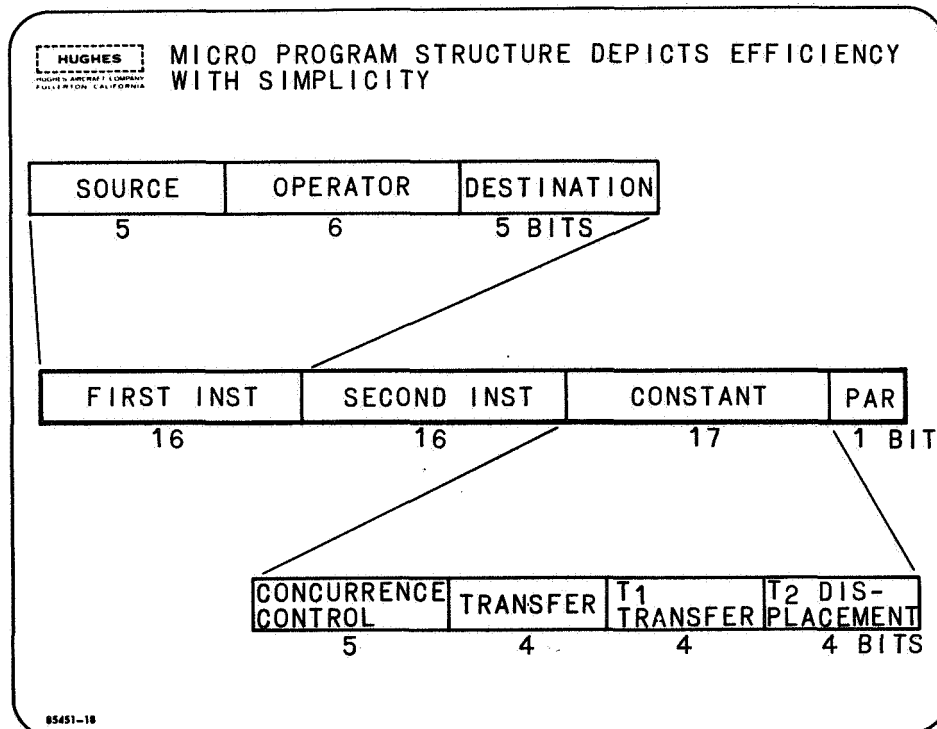 HUGHES
HUGHES AIRCRAFT COMPANY
FULLERTON, CALIFORNIA
MICRO PROGRAM STRUCTURE DEPICTS EFFICIENCY
WITH SIMPLICITY
SOURCE OPERATOR DESTINATION
5 6 5 BITS
FIRST INST SECOND INST CONSTANT PAR
16 16 17 1 BIT
CONCURRENCE
CONTROL
TRANSFER
T1
TRANSFER
T2 DIS-
PLACEMENT
5 4 4 4 BITS
85451-18